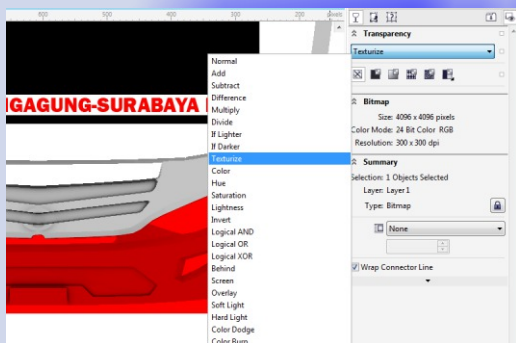 600
500
400
300
200
100
pixels
Transparency
Texturize
Normal
Add
Subtract
Difference
Multiply
Divide
If Lighter
If Darker
Texturize
Color
Hue
Saturation
Lightness
Invert
Logical AND
Logical OR
Logical XOR
Behind
Screen
Overlay
Soft Light
Hard Light
Color Dodge
Color Burn
NGAGUNG-SURABAYA
Bitmap
Size: 4096 x 4096 pixels
Color Mode: 24 Bit Color RGB
Resolution: 300 x 300 dpi
Summary
Selection: 1 Objects Selected
Layer: Layer 1
Type: Bitmap
None
Wrap Connector Line